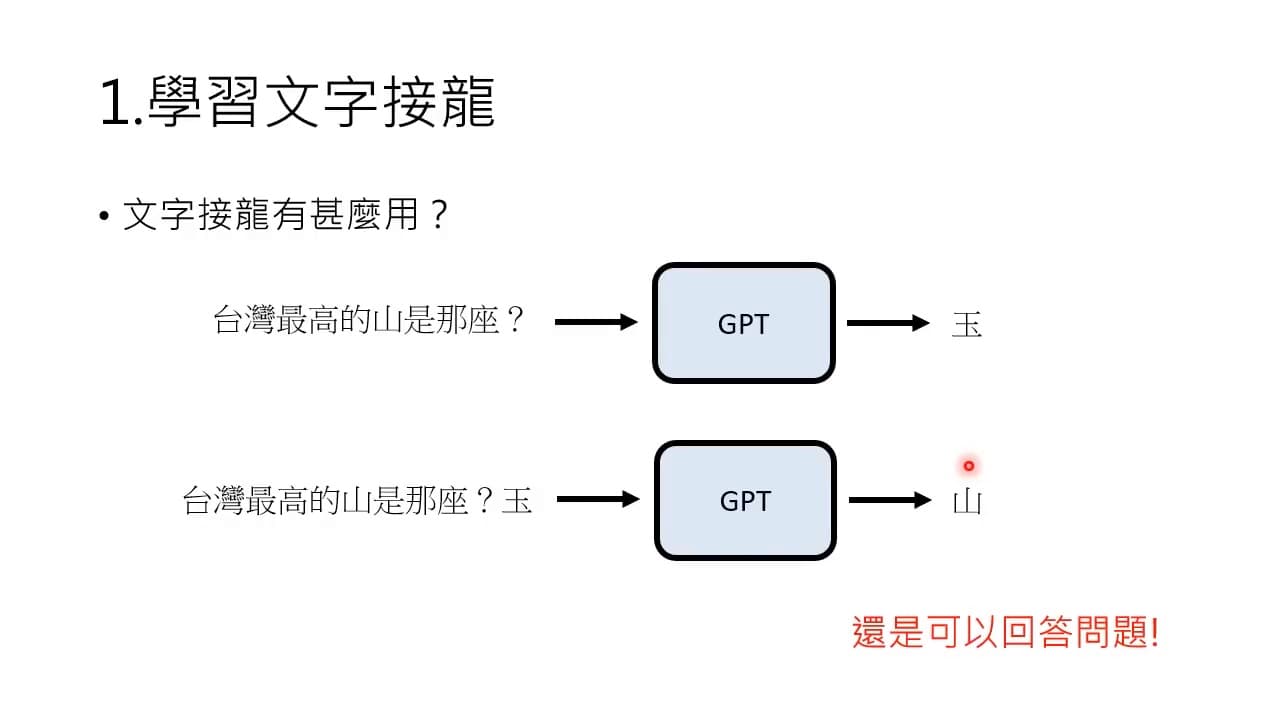 1.學習文字接龍
• 文字接龍有甚麼用？
台灣最高的山是那座？
GPT
玉
台灣最高的山是那座？玉
GPT
山
還是可以回答問題!